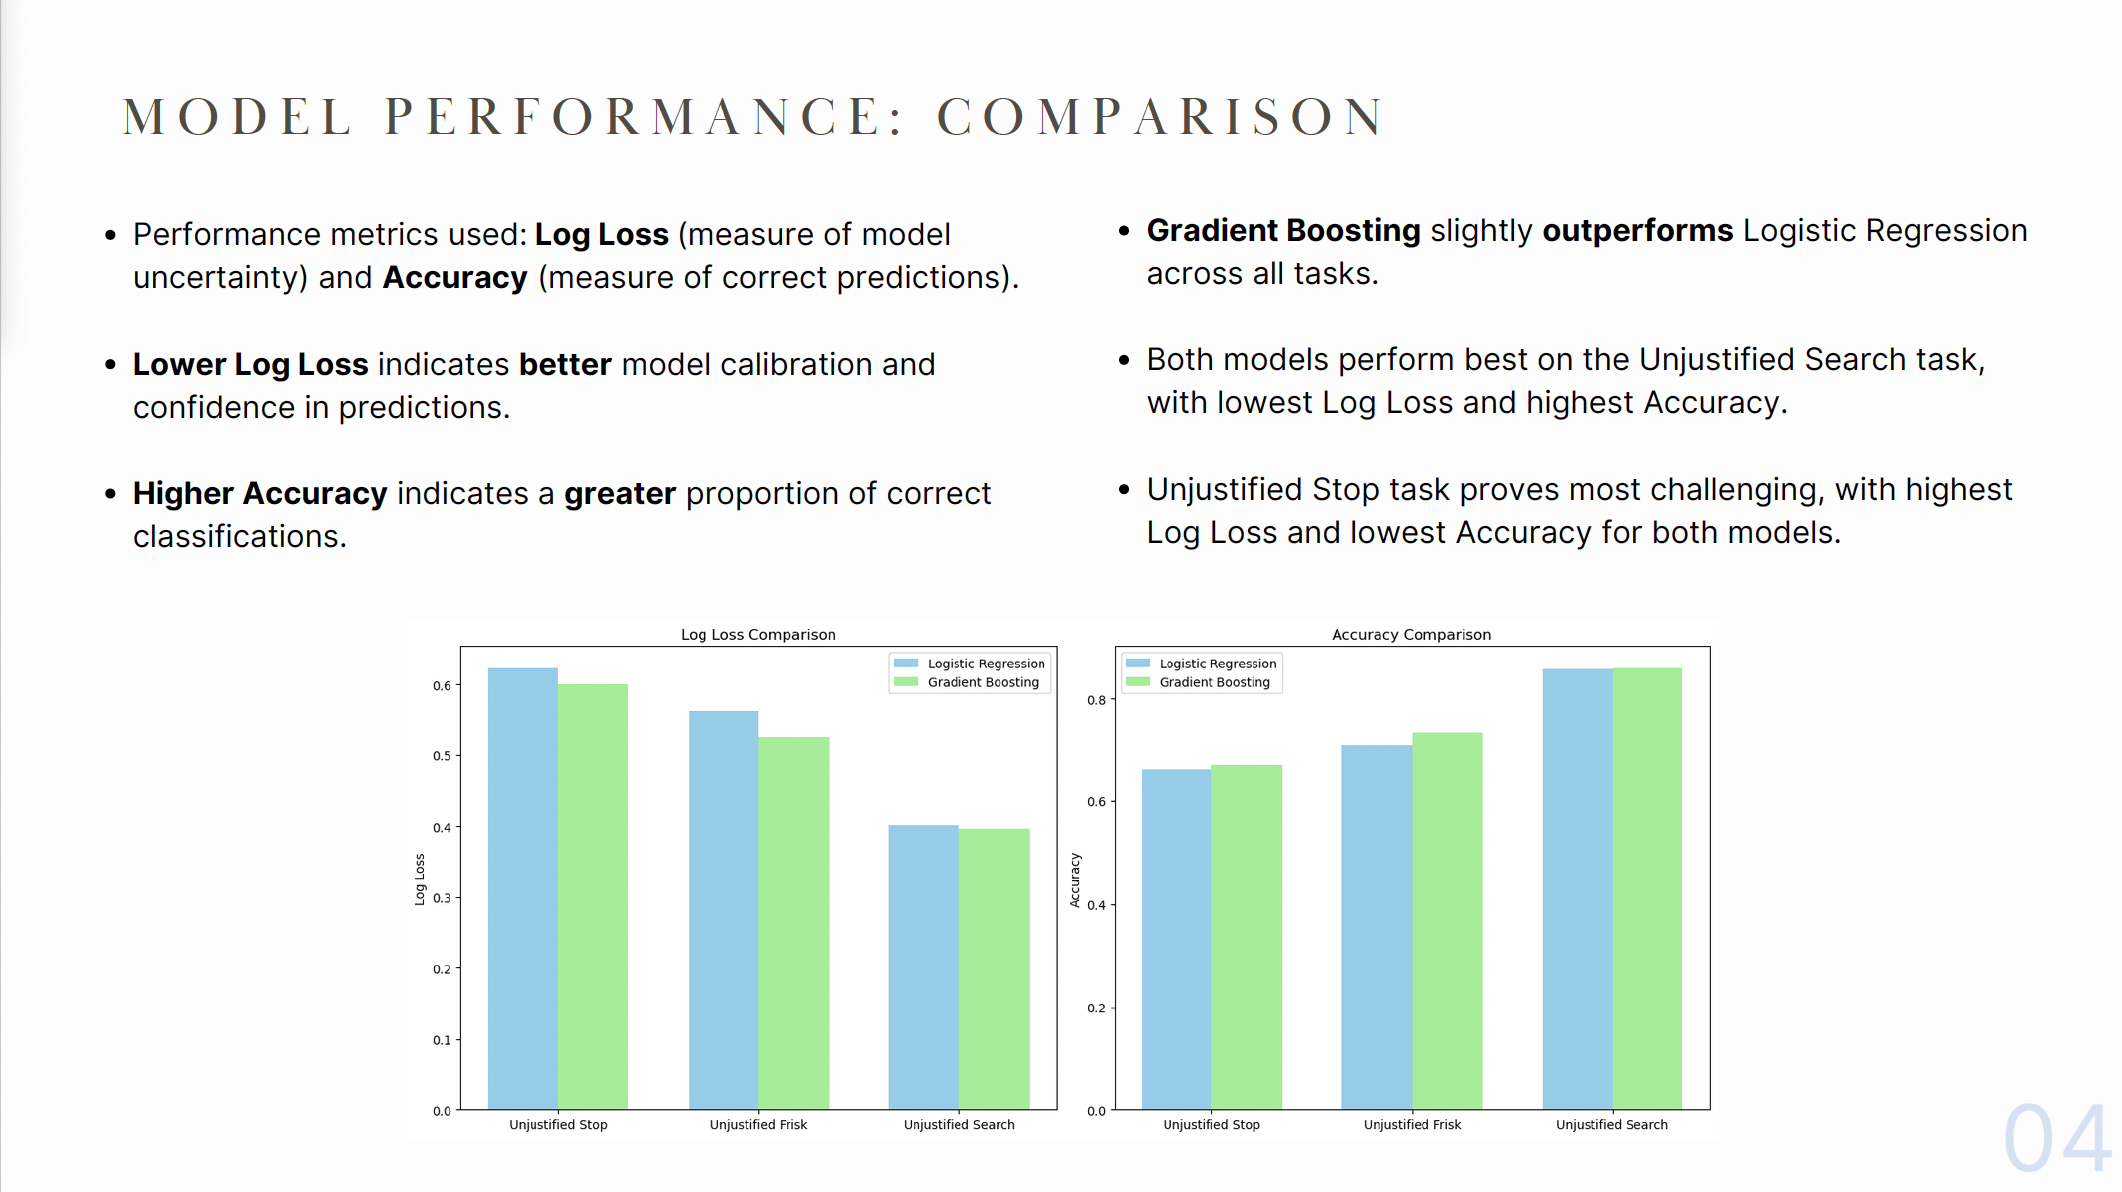 MODEL PERFORMANCE: COMPARISON
• Performance metrics used: Log Loss (measure of model
uncertainty) and Accuracy (measure of correct predictions).
• Lower Log Loss indicates better model calibration and
confidence in predictions.
• Higher Accuracy indicates a greater proportion of correct
classifications.
• Gradient Boosting slightly outperforms Logistic Regression
across all tasks.
• Both models perform best on the Unjustified Search task,
with lowest Log Loss and highest Accuracy.
• Unjustified Stop task proves most challenging, with highest
Log Loss and lowest Accuracy for both models.
Log Loss Comparison
Logistic Regression
Gradient Boosting
Log Loss
0.6
0.5
0.4
0.3
0.2
0.1
0.0
Unjustified Stop
Unjustified Frisk
Unjustified Search
Accuracy Comparison
Logistic Regression
Gradient Boosting
Accuracy
0.8
0.6
0.4
0.2
0.0
Unjustified Stop
Unjustified Frisk
Unjustified Search
04